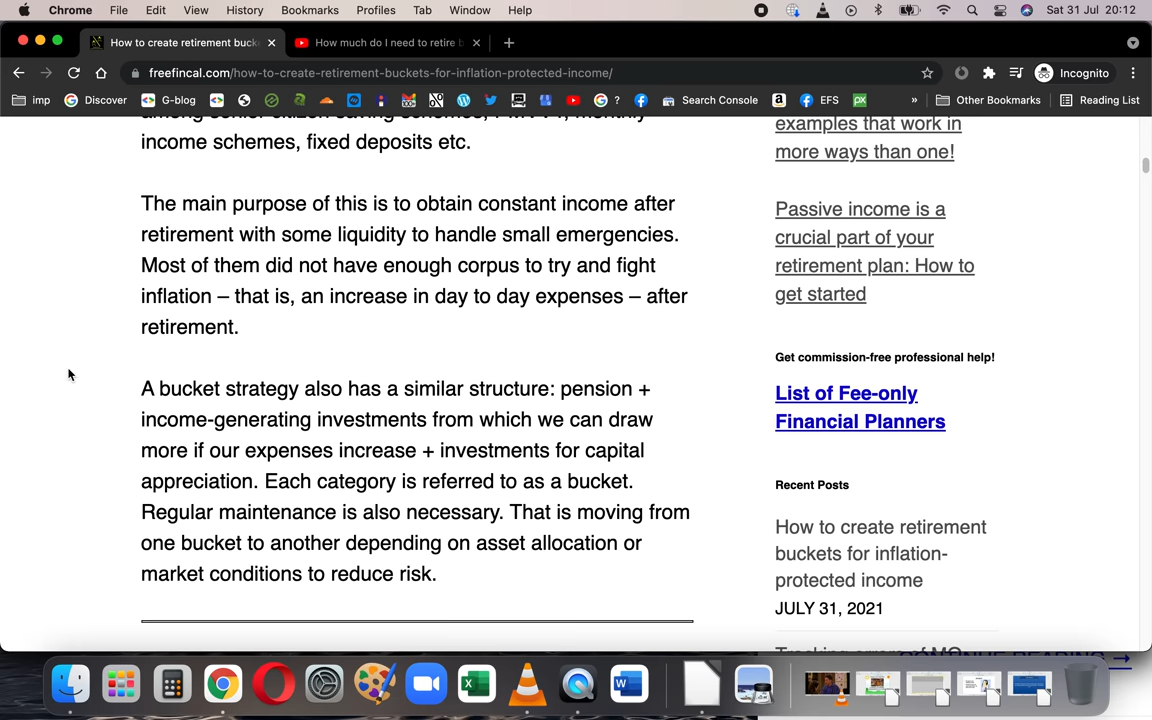 Chrome File Edit View History Bookmarks Profiles Tab Window Help Sat 31 Jul 20:12
How to create retirement buck How much do I need to retire b
freefincal.com/how-to-create-retirement-buckets-for-inflation-protected-income/ Incognito
imp Discover G-blog G ? Search Console EFS » Other Bookmarks Reading List
among senior citizen saving schemes, monthly
income schemes, fixed deposits etc.
The main purpose of this is to obtain constant income after
retirement with some liquidity to handle small emergencies.
Most of them did not have enough corpus to try and fight
inflation – that is, an increase in day to day expenses – after
retirement.
A bucket strategy also has a similar structure: pension +
income-generating investments from which we can draw
more if our expenses increase + investments for capital
appreciation. Each category is referred to as a bucket.
Regular maintenance is also necessary. That is moving from
one bucket to another depending on asset allocation or
market conditions to reduce risk.
examples that work in
more ways than one!
Passive income is a
crucial part of your
retirement plan: How to
get started
Get commission-free professional help!
List of Fee-only
Financial Planners
Recent Posts
How to create retirement
buckets for inflation-
protected income
JULY 31, 2021